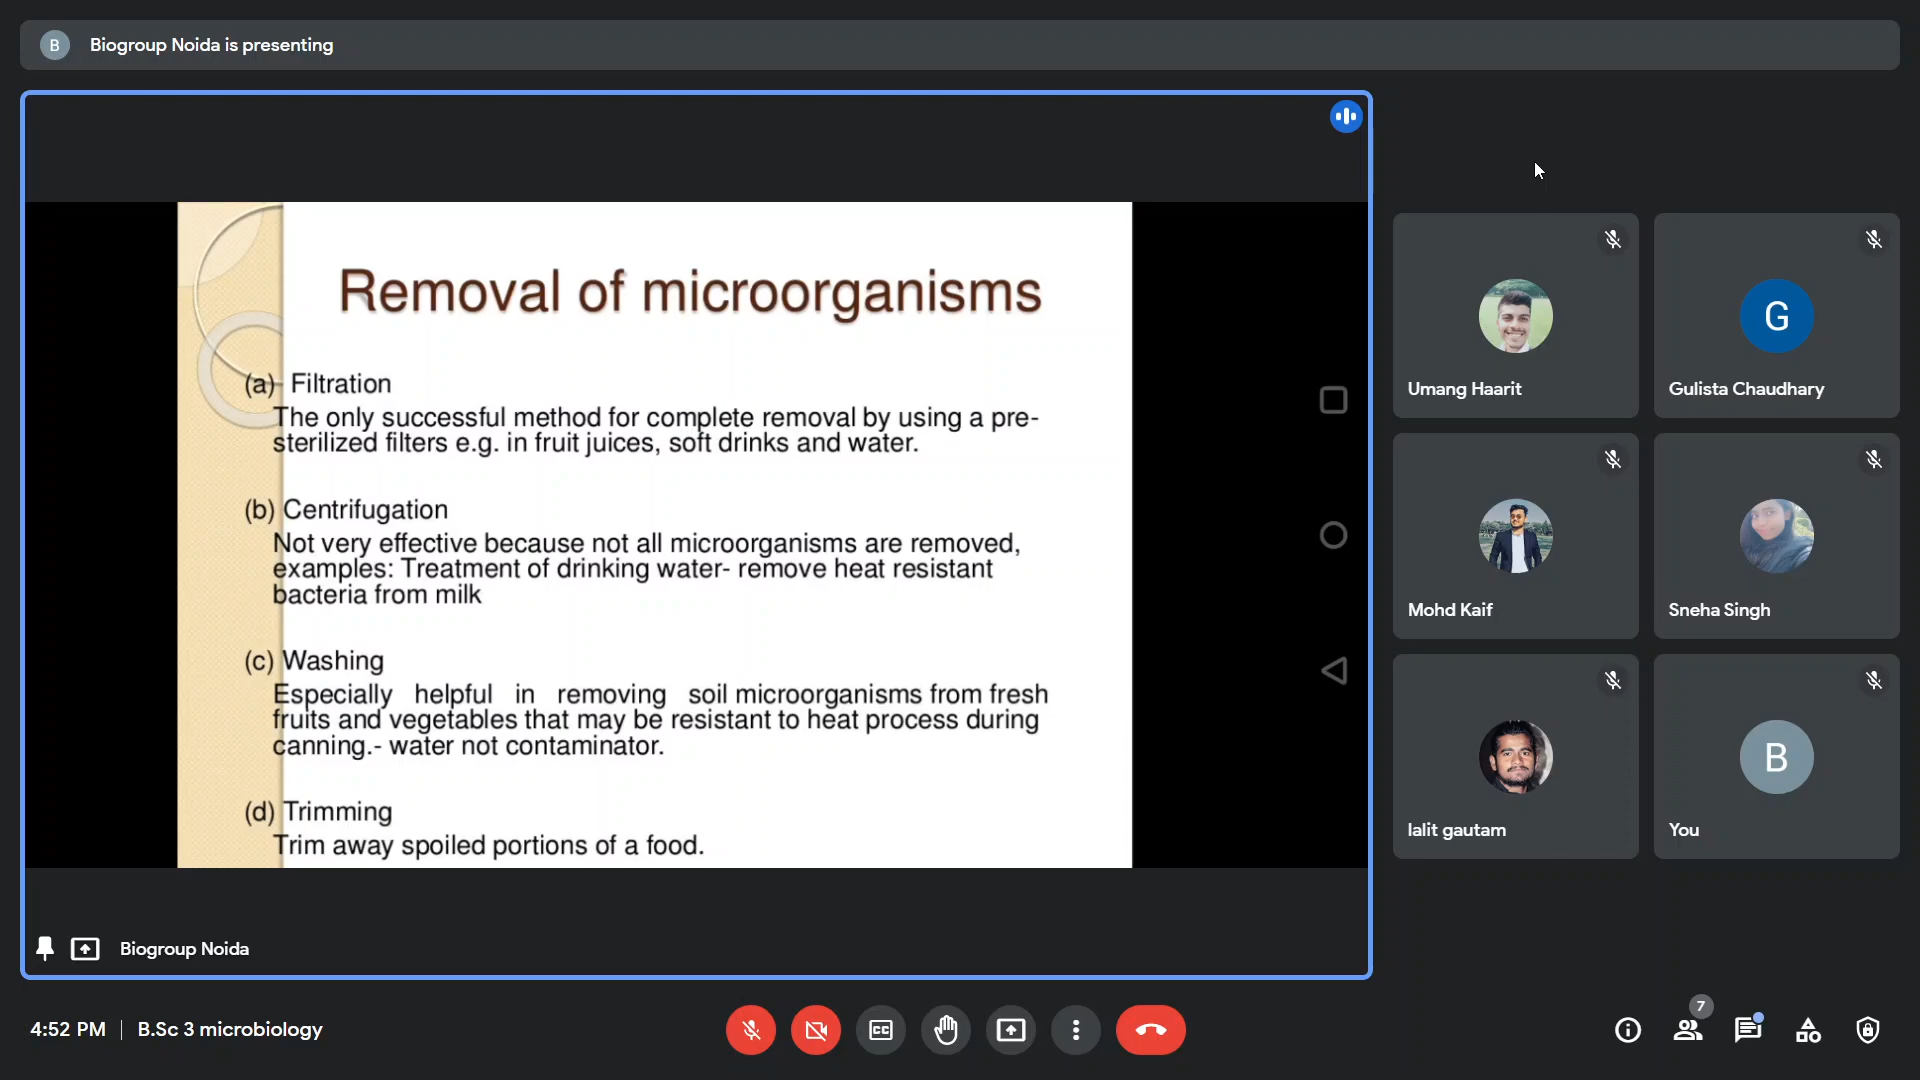 B
Biogroup Noida is presenting
Removal of microorganisms
(a) Filtration
The only successful method for complete removal by using a pre-
sterilized filters e.g. in fruit juices, soft drinks and water.
(b) Centrifugation
Not very effective because not all microorganisms are removed,
examples: Treatment of drinking water- remove heat resistant
bacteria from milk
(c) Washing
Especially helpful in removing soil microorganisms from fresh
fruits and vegetables that may be resistant to heat process during
canning.- water not contaminator.
(d) Trimming
Trim away spoiled portions of a food.
Biogroup Noida
Umang Haarit
G
Gulista Chaudhary
Mohd Kaif
Sneha Singh
lalit gautam
B
You
4:52 PM | B.Sc 3 microbiology
CC
7